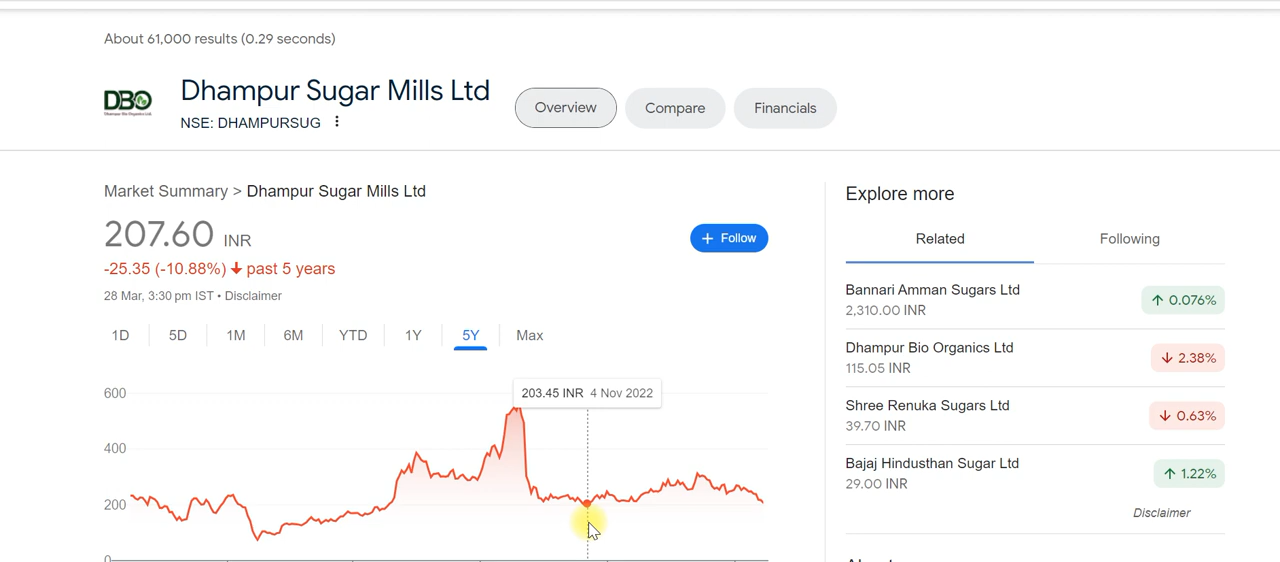 About 61,000 results (0.29 seconds)
DBO
Dhampur Bio Organics Ltd.
Dhampur Sugar Mills Ltd
NSE: DHAMPURSUG
Overview
Compare
Financials
Market Summary > Dhampur Sugar Mills Ltd
207.60 INR
+ Follow
-25.35 (-10.88%) ↓ past 5 years
28 Mar, 3:30 pm IST • Disclaimer
1D 5D 1M 6M YTD 1Y 5Y Max
600
203.45 INR 4 Nov 2022
400
200
0
Explore more
Related
Following
Bannari Amman Sugars Ltd
2,310.00 INR
↑ 0.076%
Dhampur Bio Organics Ltd
115.05 INR
↓ 2.38%
Shree Renuka Sugars Ltd
39.70 INR
↓ 0.63%
Bajaj Hindusthan Sugar Ltd
29.00 INR
↑ 1.22%
Disclaimer